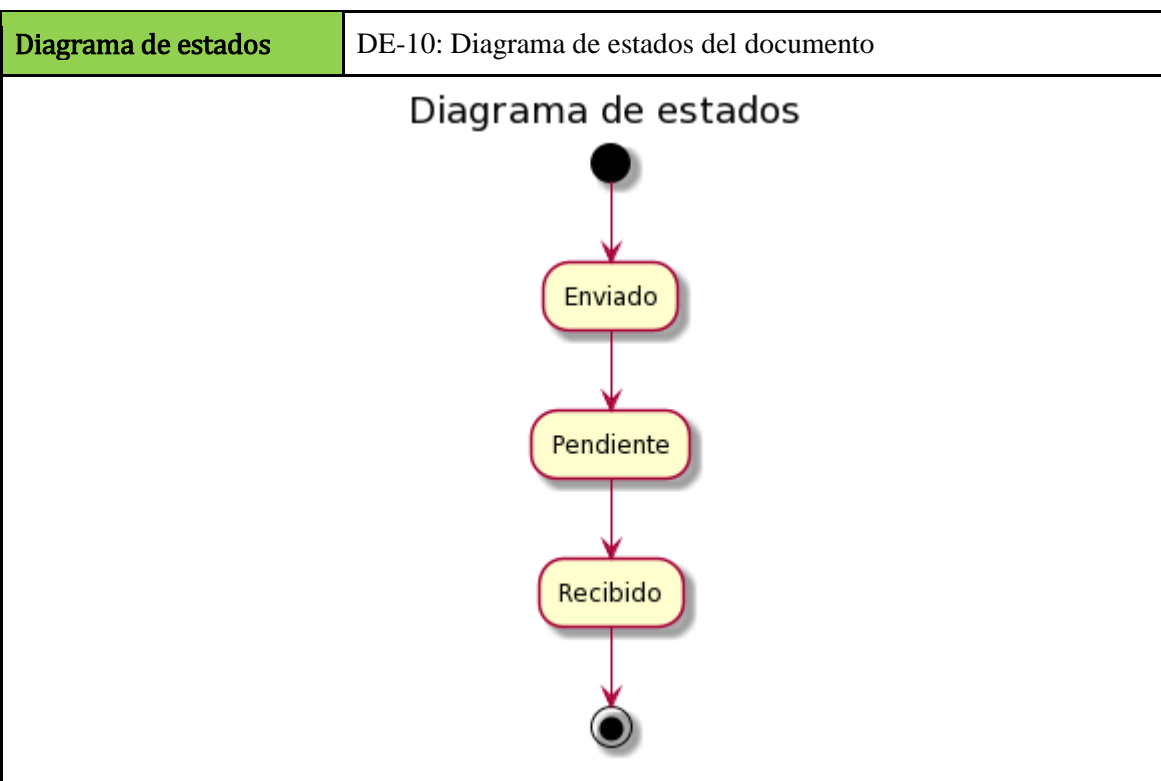 Diagrama de estados
DE-10: Diagrama de estados del documento
Diagrama de estados
Enviado
Pendiente
Recibido